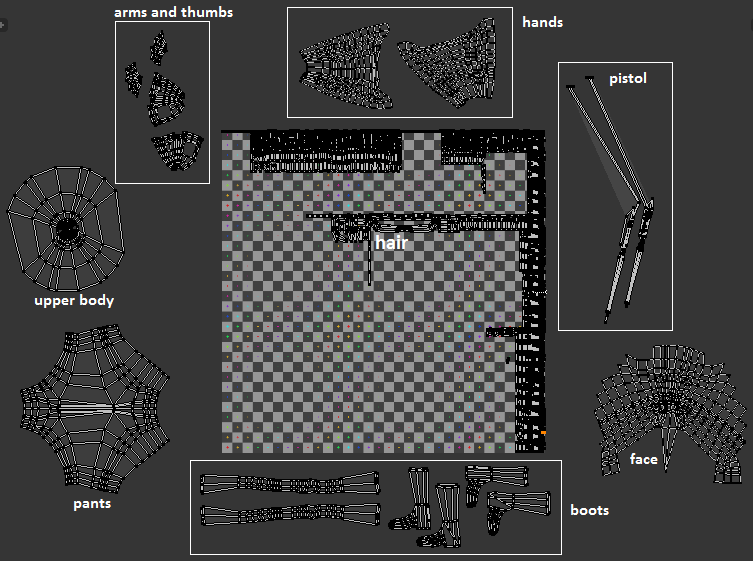 arms and thumbs
hands
pistol
hair
upper body
face
pants
boots